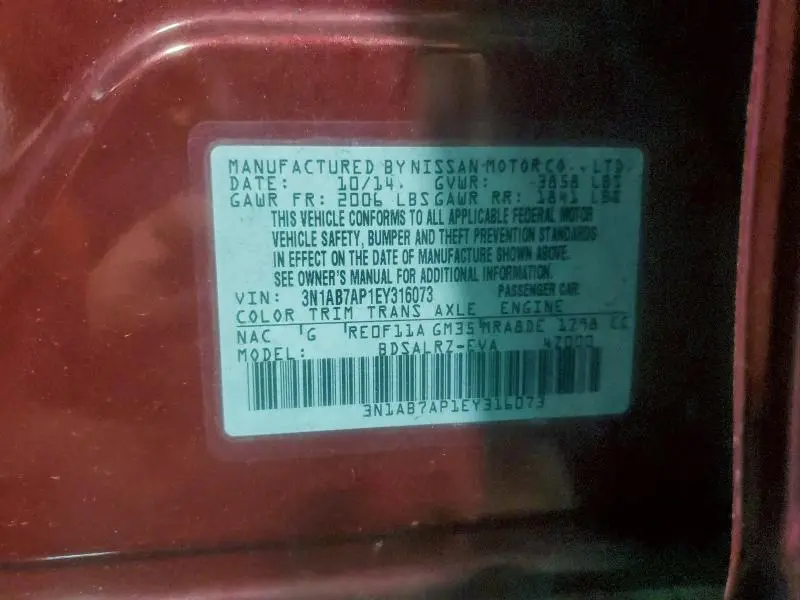 MANUFACTURED BY NISSAN MOTOR CO., LTD.
DATE: 10/14. GVWR: 3858 LBS
GAWR FR: 2006 LBS GAWR RR: 1841 LBS
THIS VEHICLE CONFORMS TO ALL APPLICABLE FEDERAL MOTOR
VEHICLE SAFETY, BUMPER AND THEFT PREVENTION STANDARDS
IN EFFECT ON THE DATE OF MANUFACTURE SHOWN ABOVE.
SEE OWNER'S MANUAL FOR ADDITIONAL INFORMATION.
VIN: 3N1AB7AP1EY316073 PASSENGER CAR
COLOR TRIM TRANS AXLE ENGINE
NAC G RE0F11A GM35 MRA8DE 1798 CC
MODEL: BDSALRZ-EVA 42000
3N1AB7AP1EY316073